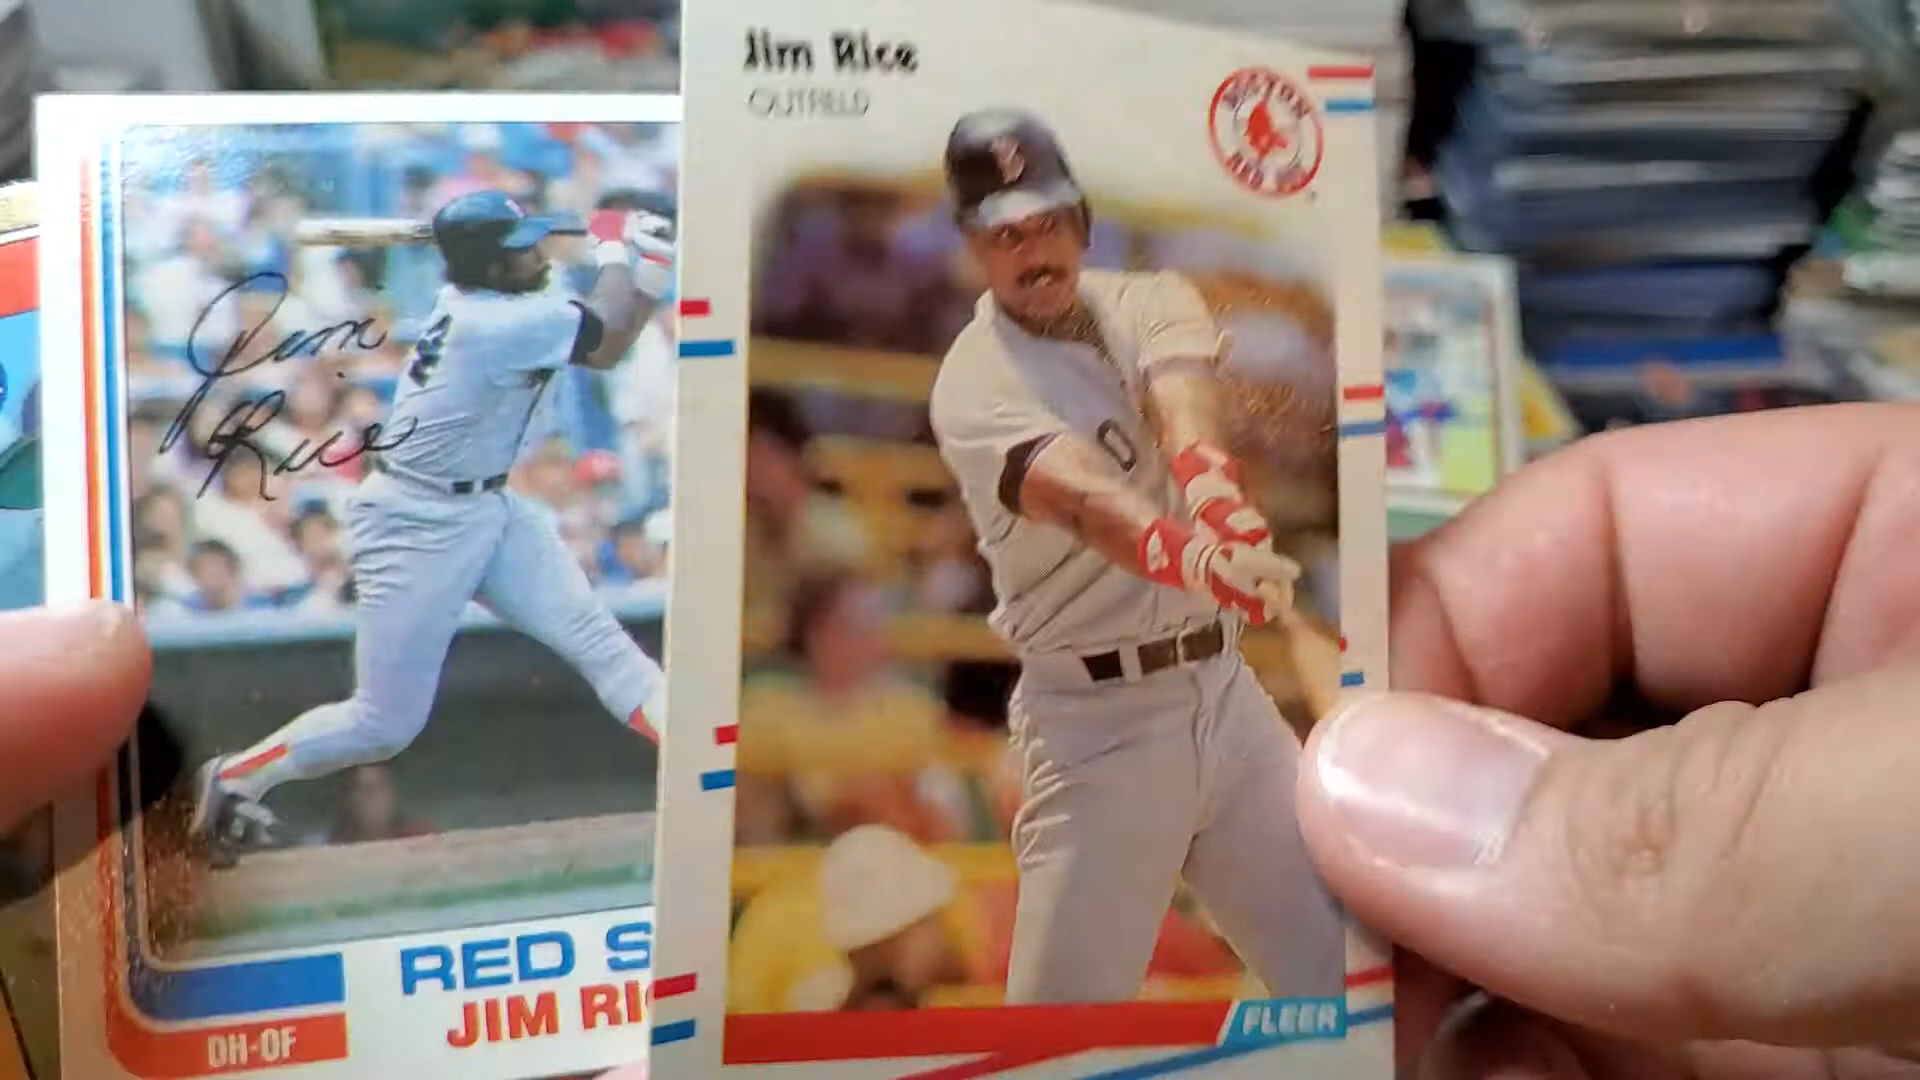 Jim
Rice
RED S
JIM RI
DH-OF
Jim Rice
OUTFIELD
BOSTON
RED SOX
B
FLEER